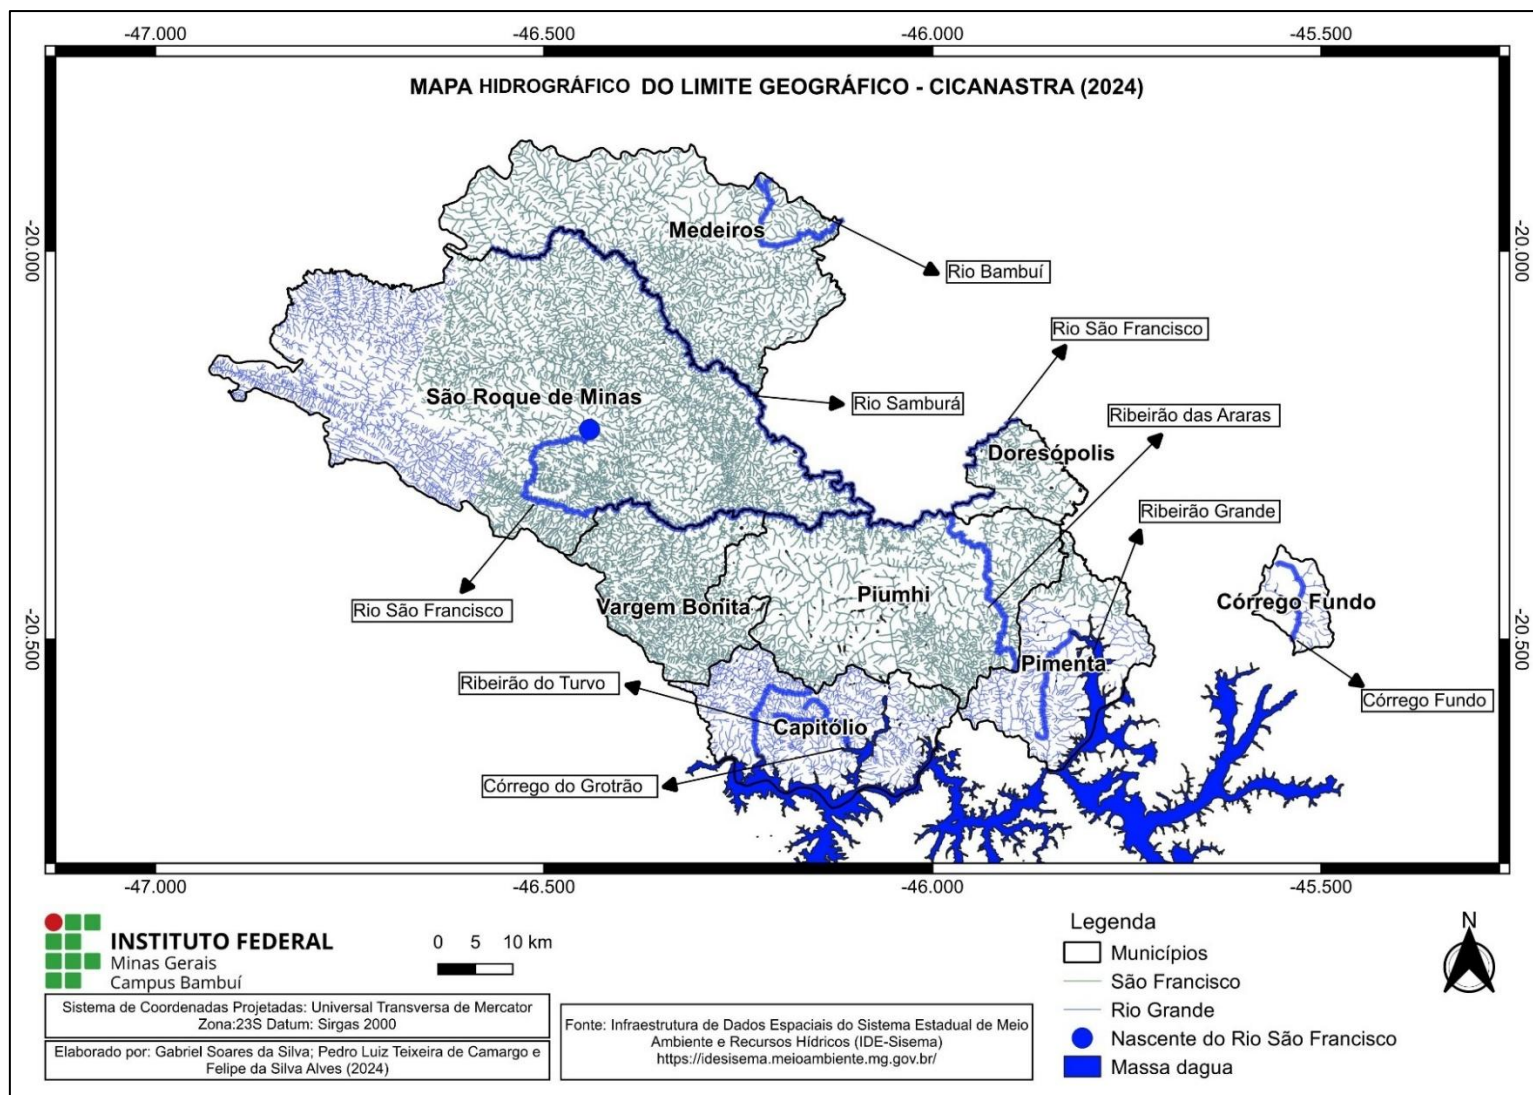 -47.000
-46.500
-46.000
-45.500
MAPA HIDROGRÁFICO DO LIMITE GEOGRÁFICO - CICANASTRA (2024)
-20.000
-20.000
Medeiros
Rio Bambuí
Rio São Francisco
São Roque de Minas
Rio Samburá
Ribeirão das Araras
Doresópolis
Ribeirão Grande
Rio São Francisco
Vargem Bonita
Piumhi
Córrego Fundo
-20.500
-20.500
Pimenta
Ribeirão do Turvo
Córrego Fundo
Capitólio
Córrego do Grotrão
-47.000
-46.500
-46.000
-45.500
INSTITUTO FEDERAL
Minas Gerais
Campus Bambuí
0 5 10 km
Sistema de Coordenadas Projetadas: Universal Transversa de Mercator
Zona:23S Datum: Sirgas 2000
Elaborado por: Gabriel Soares da Silva; Pedro Luiz Teixeira de Camargo e
Felipe da Silva Alves (2024)
Fonte: Infraestrutura de Dados Espaciais do Sistema Estadual de Meio
Ambiente e Recursos Hídricos (IDE-Sisema)
https://idesisema.meioambiente.mg.gov.br/
Legenda
Municípios
São Francisco
Rio Grande
Nascente do Rio São Francisco
Massa dagua
N